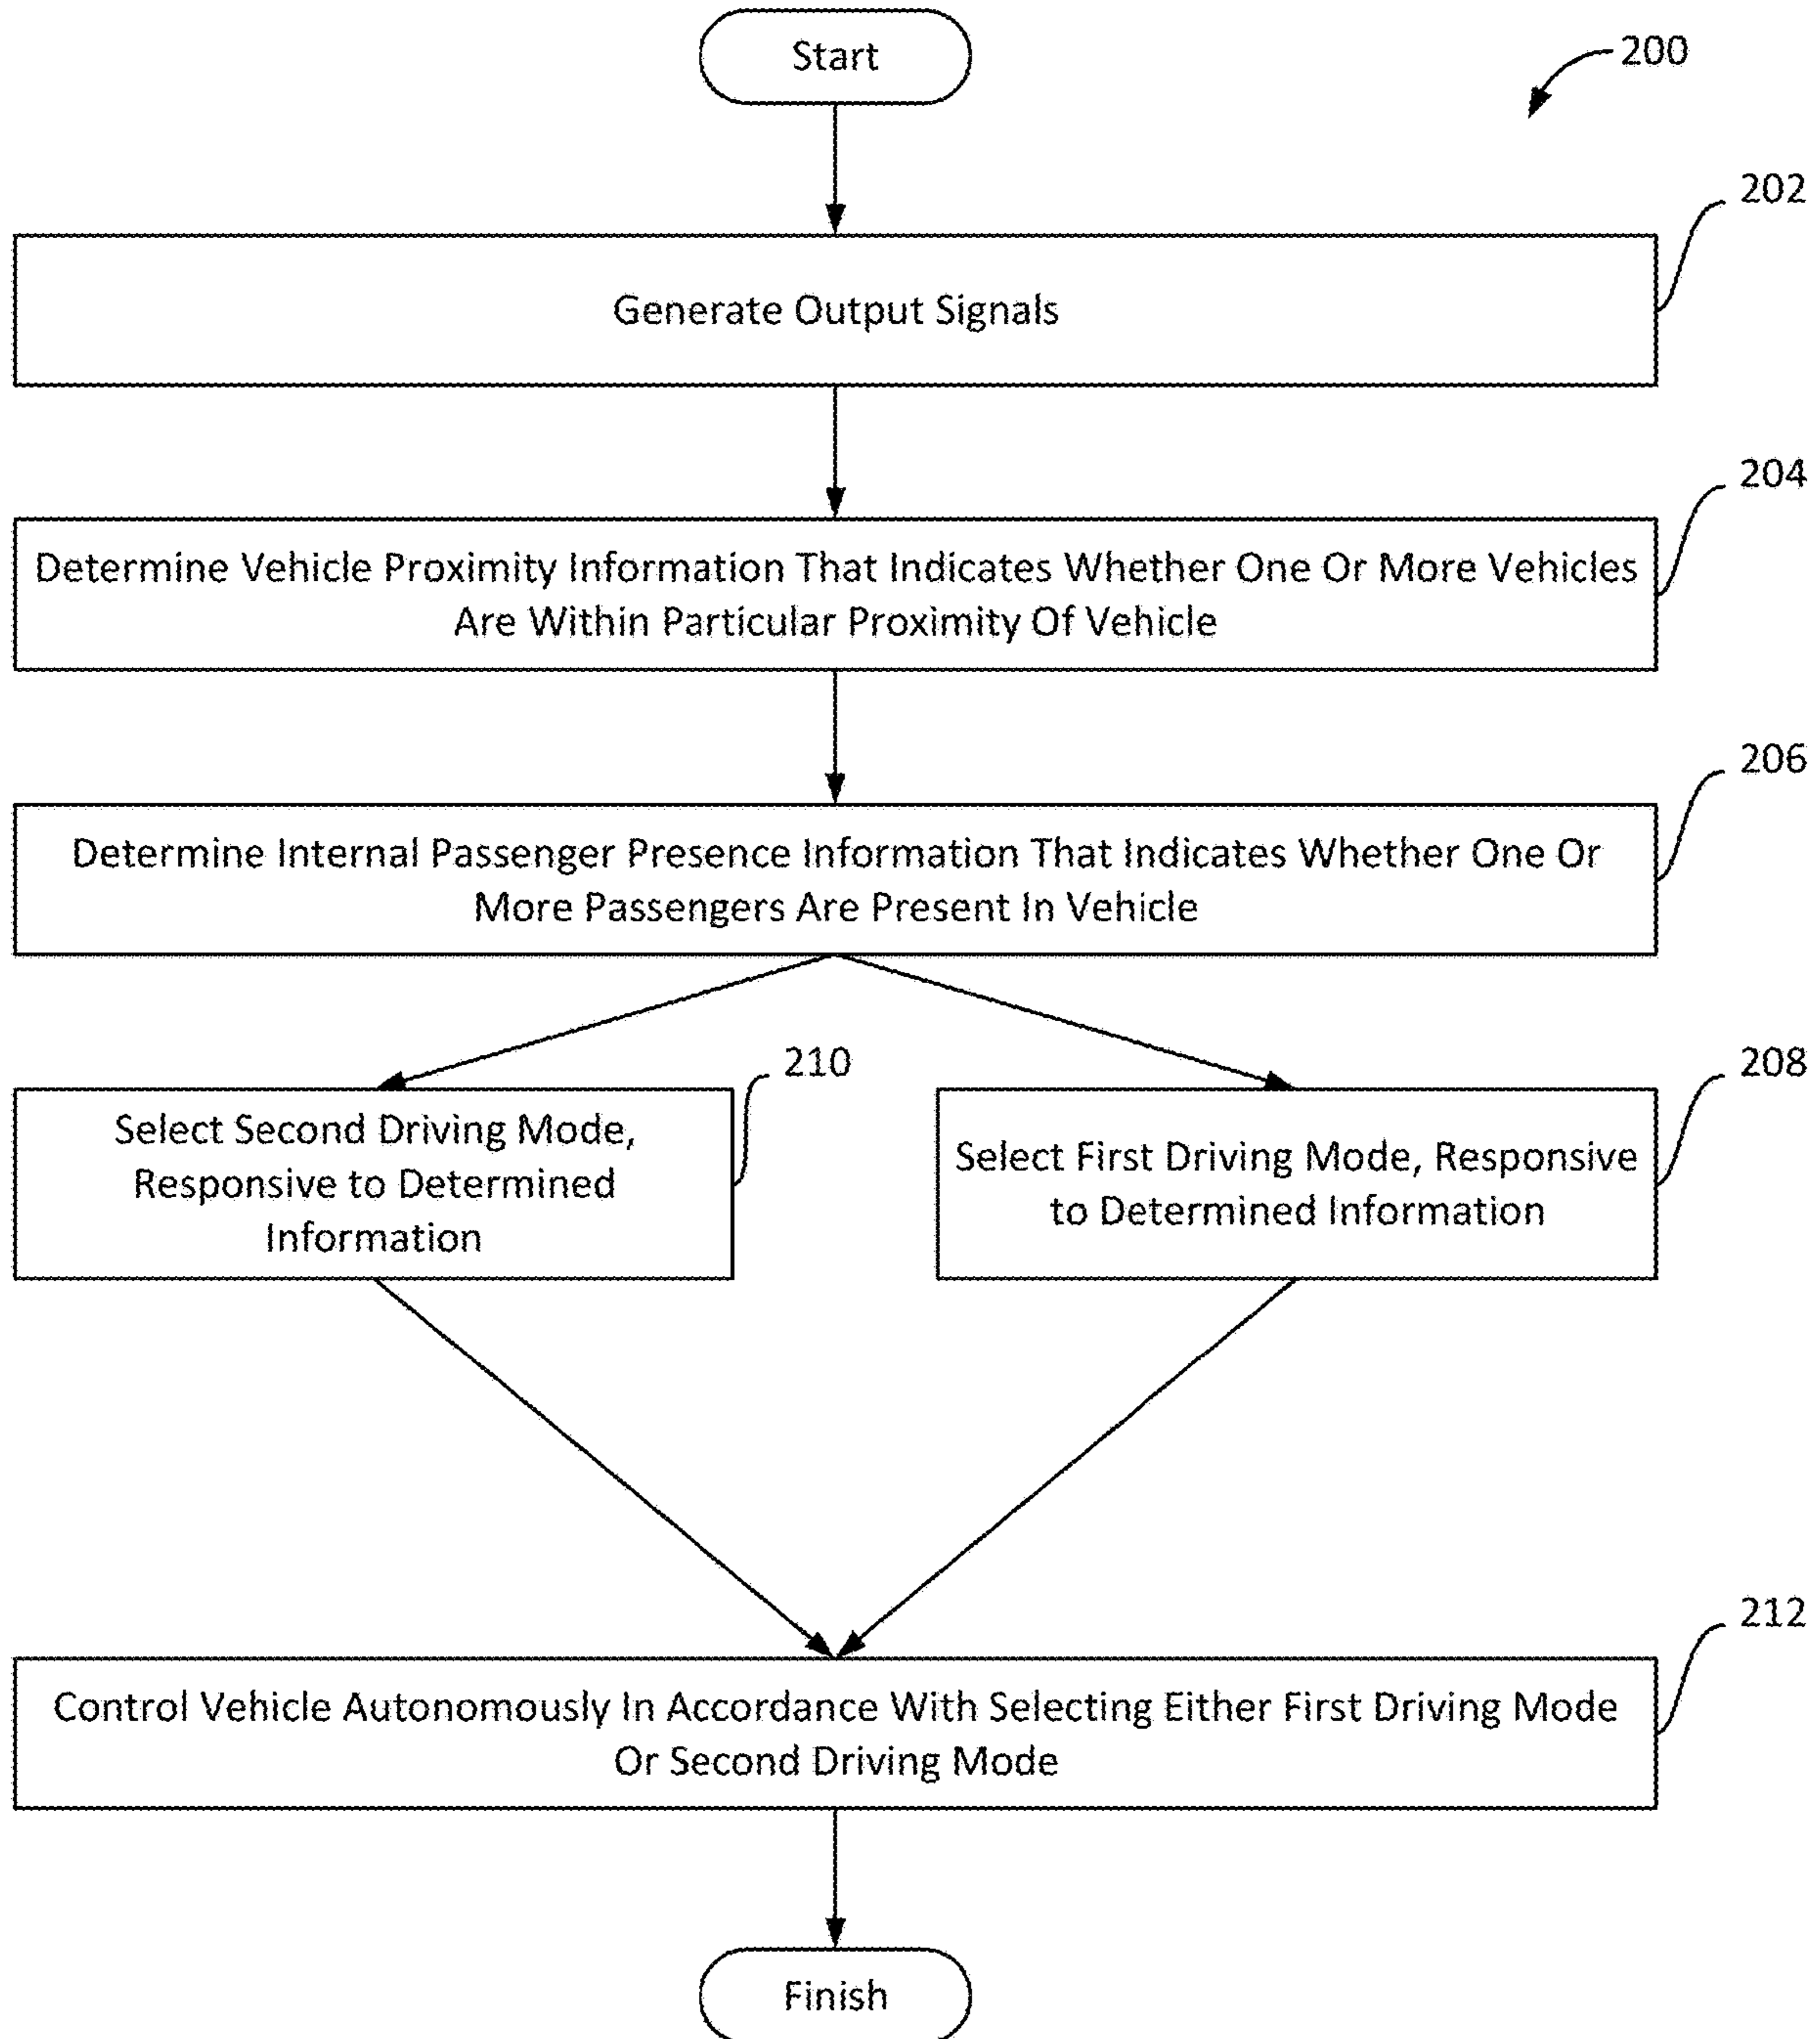 Start
200
202
Generate Output Signals
204
Determine Vehicle Proximity Information That Indicates Whether One Or More Vehicles
Are Within Particular Proximity Of Vehicle
206
Determine Internal Passenger Presence Information That Indicates Whether One Or
More Passengers Are Present In Vehicle
210
Select Second Driving Mode,
Responsive to Determined
Information
208
Select First Driving Mode, Responsive
to Determined Information
212
Control Vehicle Autonomously In Accordance With Selecting Either First Driving Mode
Or Second Driving Mode
Finish